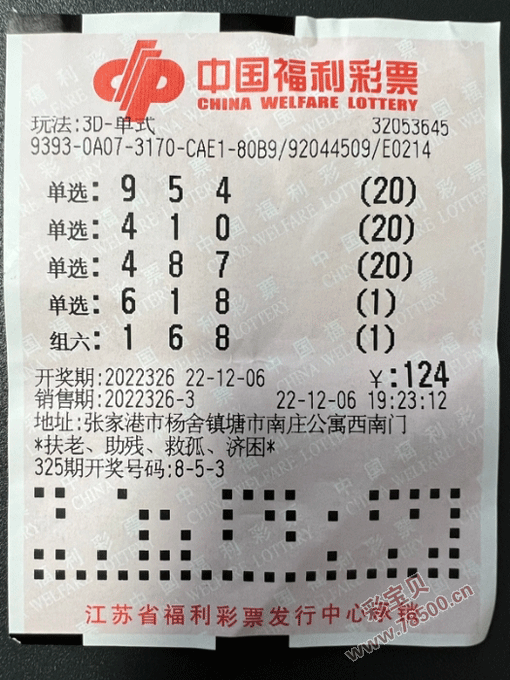 中国福利彩票
CHINA WELFARE LOTTERY
玩法:3D-单式 32053645
9393-0A07-3170-CAE1-80B9/92044509/E0214
单选: 9 5 4 (20)
单选: 4 1 0 (20)
单选: 4 8 7 (20)
单选: 6 1 8 (1)
组六: 1 6 8 (1)
开奖期:2022326 22-12-06 ¥:124
销售期:2022326-3 22-12-06 19:23:12
地址:张家港市杨舍镇塘市南庄公寓西南门
*扶老、助残、救孤、济困*
325期开奖号码:8-5-3
江苏省福利彩票发行中心承销
彩宝贝
www.78500.cn